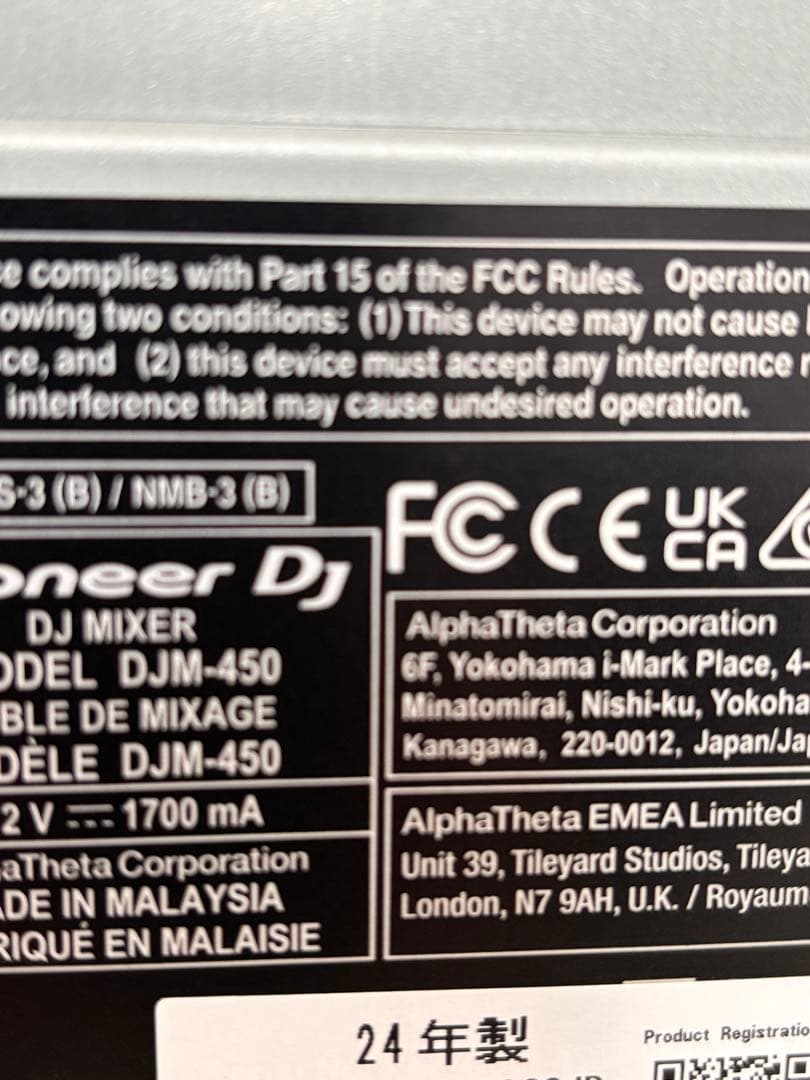 e complies with Part 15 of the FCC Rules. Operation
owing two conditions: (1) This device may not cause
ce, and (2) this device must accept any interference r
interference that may cause undesired operation.
S-3 (B) / NMB-3 (B)
FC CE UK CA
oneer DJ
DJ MIXER
ODEL DJM-450
BLE DE MIXAGE
DÈLE DJM-450
2 V ⎓ 1700 mA
aTheta Corporation
DE IN MALAYSIA
RIQUÉ EN MALAISIE
AlphaTheta Corporation
6F, Yokohama i-Mark Place, 4-
Minatomirai, Nishi-ku, Yokoha
Kanagawa, 220-0012, Japan/Ja
AlphaTheta EMEA Limited
Unit 39, Tileyard Studios, Tileya
London, N7 9AH, U.K. / Royaum
24年製
Product Registratio